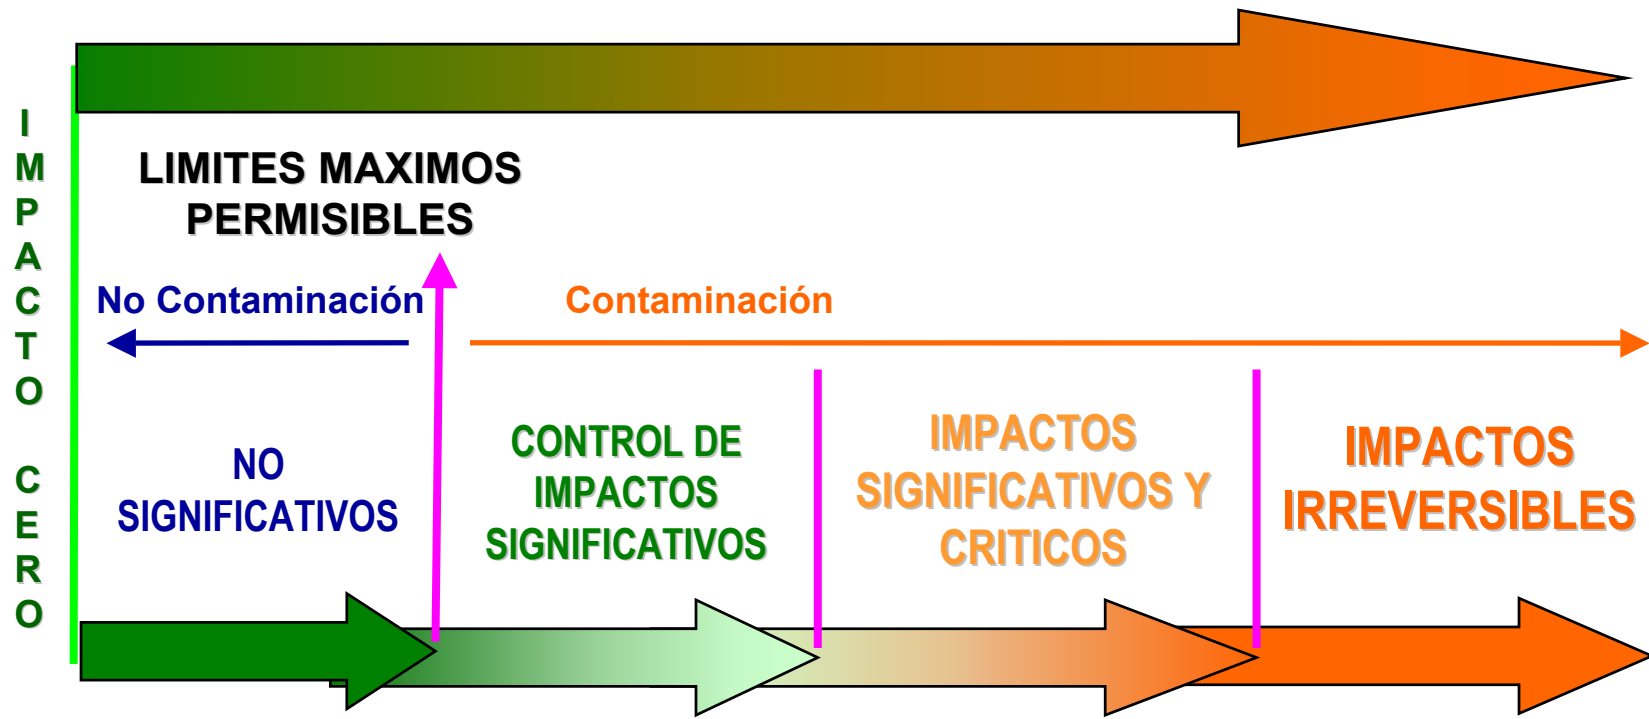 IMPACTO CERO
LIMITES MAXIMOS
PERMISIBLES
No Contaminación
Contaminación
NO
SIGNIFICATIVOS
CONTROL DE
IMPACTOS
SIGNIFICATIVOS
IMPACTOS
SIGNIFICATIVOS Y
CRITICOS
IMPACTOS
IRREVERSIBLES